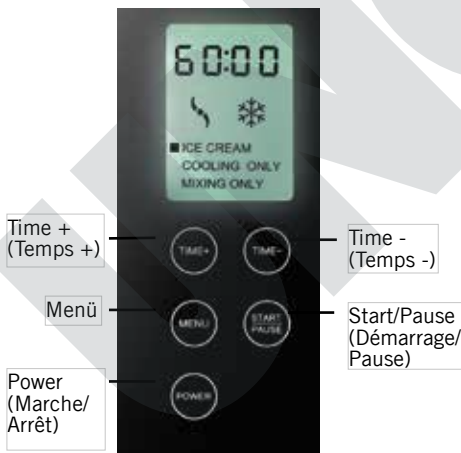 60:00
ICE CREAM
COOLING ONLY
MIXING ONLY
Time +
(Temps +)
TIME+
TIME-
Time -
(Temps -)
Menü
MENU
START
PAUSE
Start/Pause
(Démarrage/
Pause)
Power
(Marche/
Arrêt)
POWER